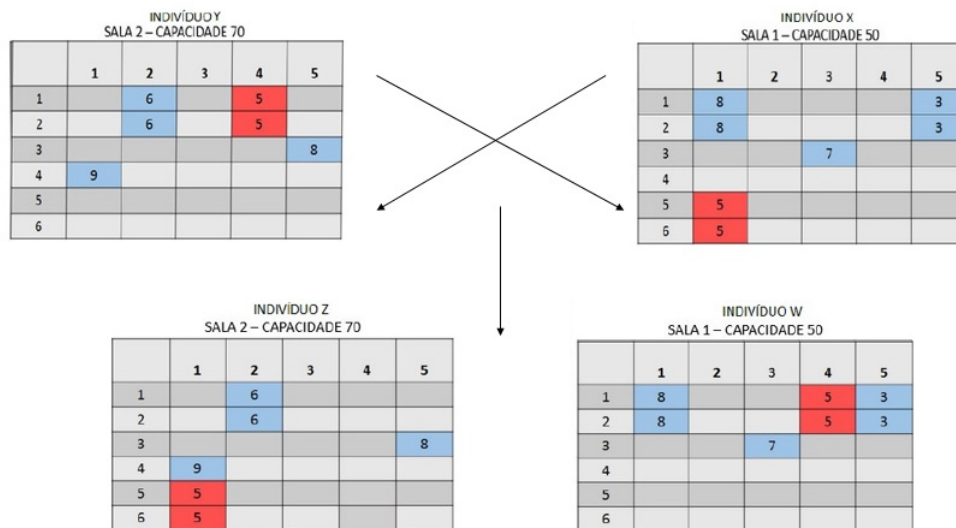 INDIVÍDUO Y
SALA 2 – CAPACIDADE 70
1 2 3 4 5
1 6 5
2 6 5
3 8
4 9
5
6
INDIVÍDUO X
SALA 1 – CAPACIDADE 50
1 2 3 4 5
1 8 3
2 8 3
3 7
4
5 5
6 5
INDIVÍDUO Z
SALA 2 – CAPACIDADE 70
1 2 3 4 5
1 6
2 6
3 8
4 9
5 5
6 5
INDIVÍDUO W
SALA 1 – CAPACIDADE 50
1 2 3 4 5
1 8 5 3
2 8 5 3
3 7
4
5
6